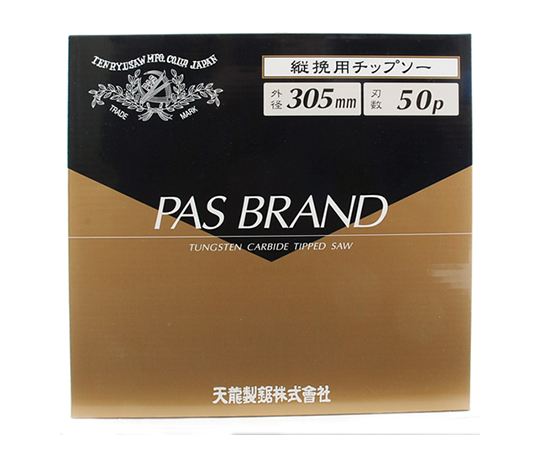 TENRYU SAW MFG. CO. LTD. JAPAN
TRADE MARK
縦挽用チップソー
外径 305mm 刃数 50p
PAS BRAND
TUNGSTEN CARBIDE TIPPED SAW
天龍製鋸株式會社